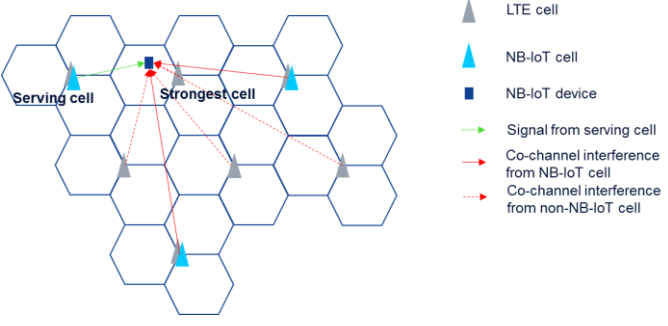 LTE cell
NB-IoT cell
Serving cell
Strongest cell
NB-IoT device
Signal from serving cell
Co-channel interference
from NB-IoT cell
Co-channel interference
from non-NB-IoT cell